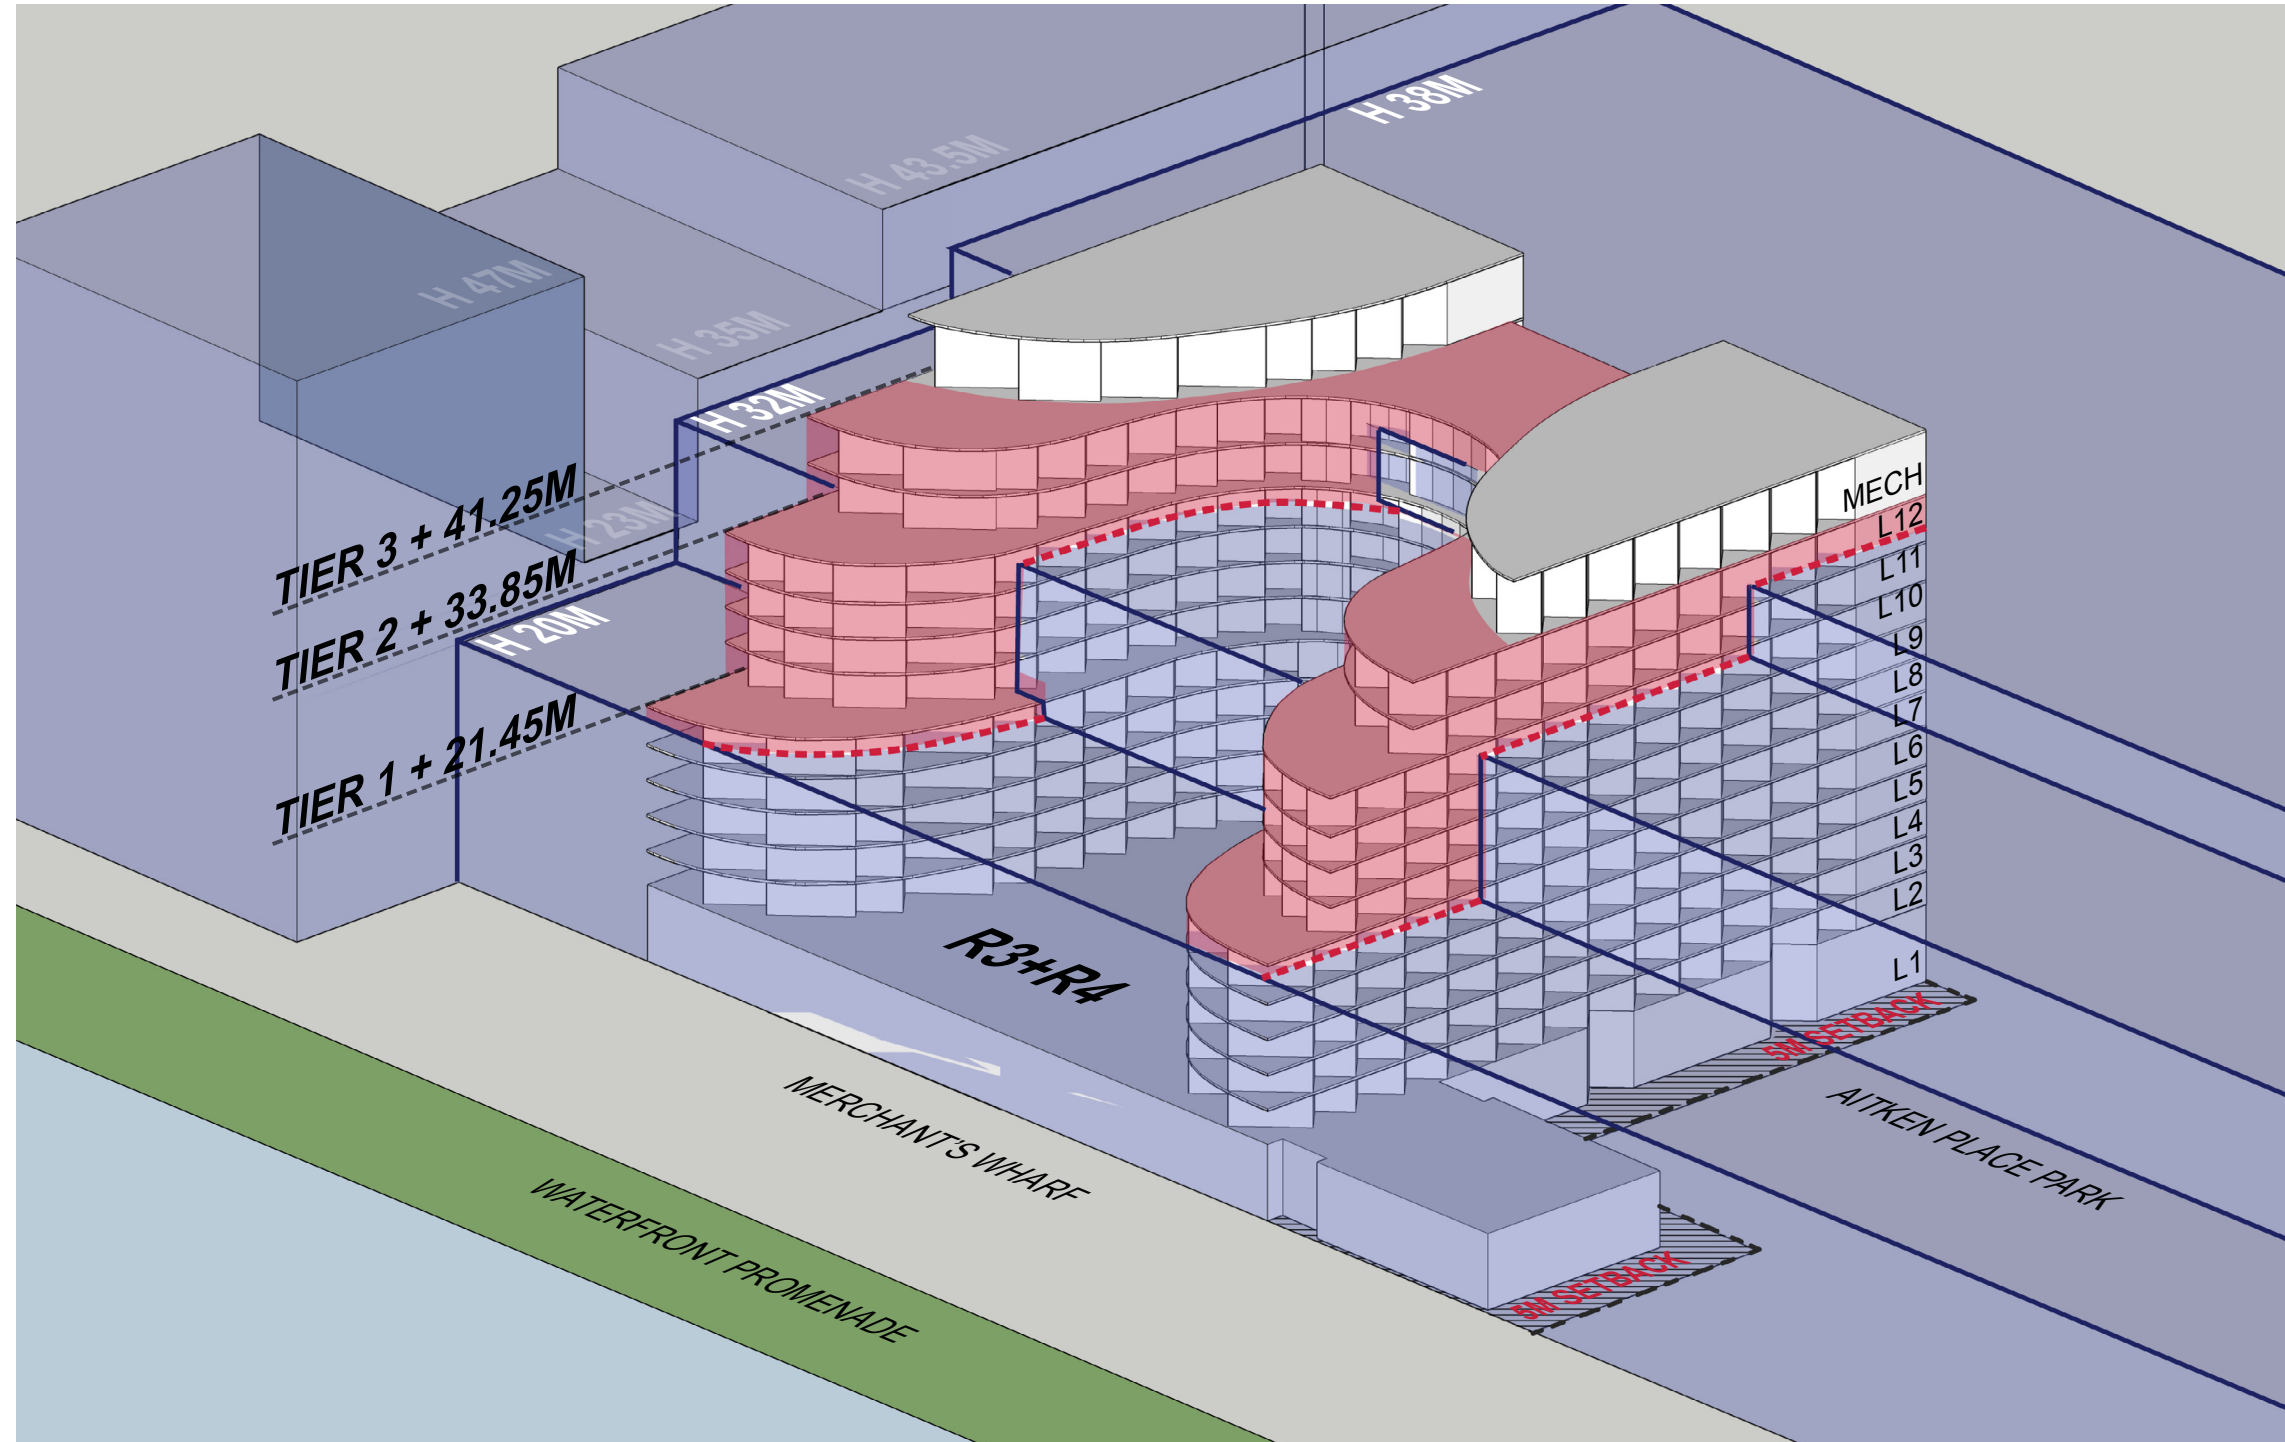 H 38M
H 43.5M
H 47M
H 35M
H 32M
H 23M
H 20M
TIER 3 + 41.25M
TIER 2 + 33.85M
TIER 1 + 21.45M
MECH
L12
L11
L10
L9
L8
L7
L6
L5
L4
L3
L2
L1
R3+R4
5M SETBACK
5M SETBACK
MERCHANT'S WHARF
AITKEN PLACE PARK
WATERFRONT PROMENADE